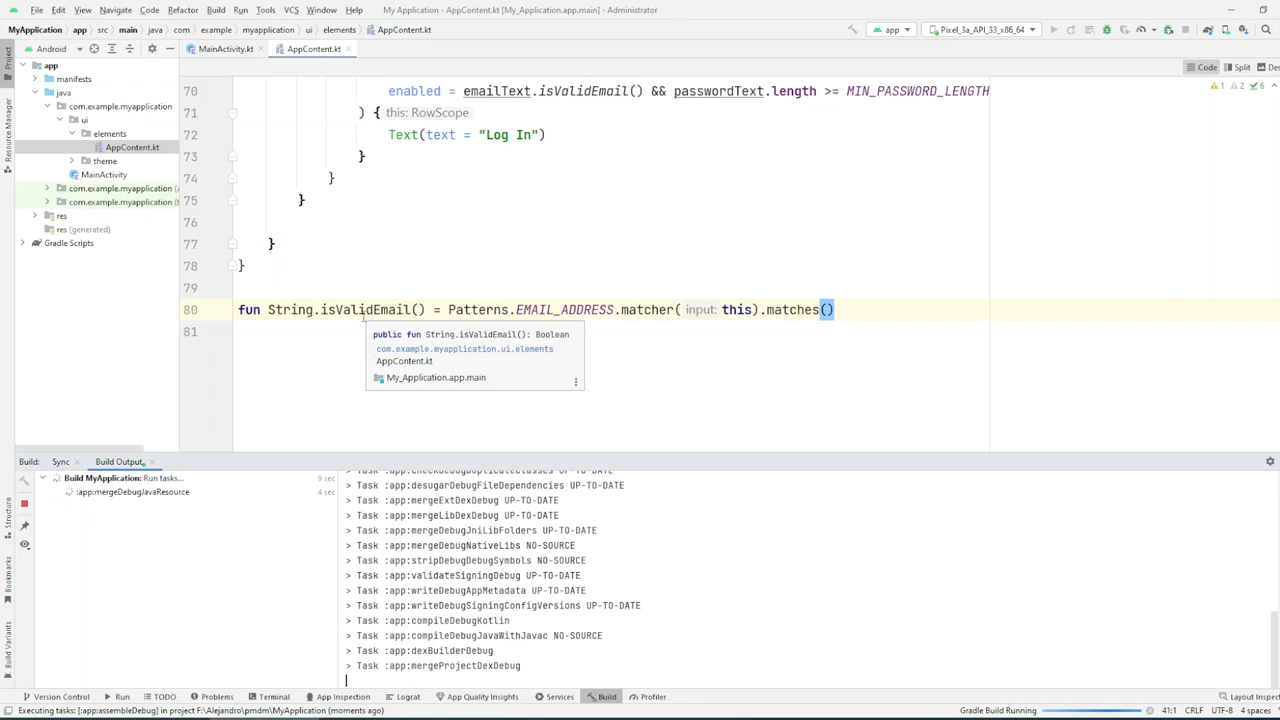 File Edit View Navigate Code Refactor Build Run Tools VCS Window Help My Application - AppContent.kt [My_Application.app.main] - Administrator
MyApplication app src main java com example myapplication ui elements AppContent.kt app Pixel_3a_API_33_x86_64
Android MainActivity.kt AppContent.kt
Project
Resource Manager
app
manifests
java
com.example.myapplication
ui
elements
AppContent.kt
theme
MainActivity
com.example.myapplication (
com.example.myapplication (
res
res (generated)
Gradle Scripts
Code Split
1 2 6
70 enabled = emailText.isValidEmail() && passwordText.length >= MIN_PASSWORD_LENGTH
71 ) { this: RowScope
72 Text(text = "Log In")
73 }
74 }
75 }
76
77 }
78 }
79
80 fun String.isValidEmail() = Patterns.EMAIL_ADDRESS.matcher( input: this).matches()
81
public fun String.isValidEmail(): Boolean
com.example.myapplication.ui.elements
AppContent.kt
My_Application.app.main
Build: Sync Build Output
Build MyApplication: Run tasks... 9 sec
:app:mergeDebugJavaResource 4 sec
> Task :app:checkDebugDuplicateClasses UP-TO-DATE
> Task :app:desugarDebugFileDependencies UP-TO-DATE
> Task :app:mergeExtDexDebug UP-TO-DATE
> Task :app:mergeLibDexDebug UP-TO-DATE
> Task :app:mergeDebugJniLibFolders UP-TO-DATE
> Task :app:mergeDebugNativeLibs NO-SOURCE
> Task :app:stripDebugDebugSymbols NO-SOURCE
> Task :app:validateSigningDebug UP-TO-DATE
> Task :app:writeDebugAppMetadata UP-TO-DATE
> Task :app:writeDebugSigningConfigVersions UP-TO-DATE
> Task :app:compileDebugKotlin
> Task :app:compileDebugJavaWithJavac NO-SOURCE
> Task :app:dexBuilderDebug
> Task :app:mergeProjectDexDebug
Structure
Bookmarks
Build Variants
Version Control Run TODO Problems Terminal App Inspection Logcat App Quality Insights Services Build Profiler Layout Inspec
Executing tasks: [:app:assembleDebug] in project F:\Alejandro\pmdm\MyApplication (moments ago) Gradle Build Running 41:1 CRLF UTF-8 4 spaces